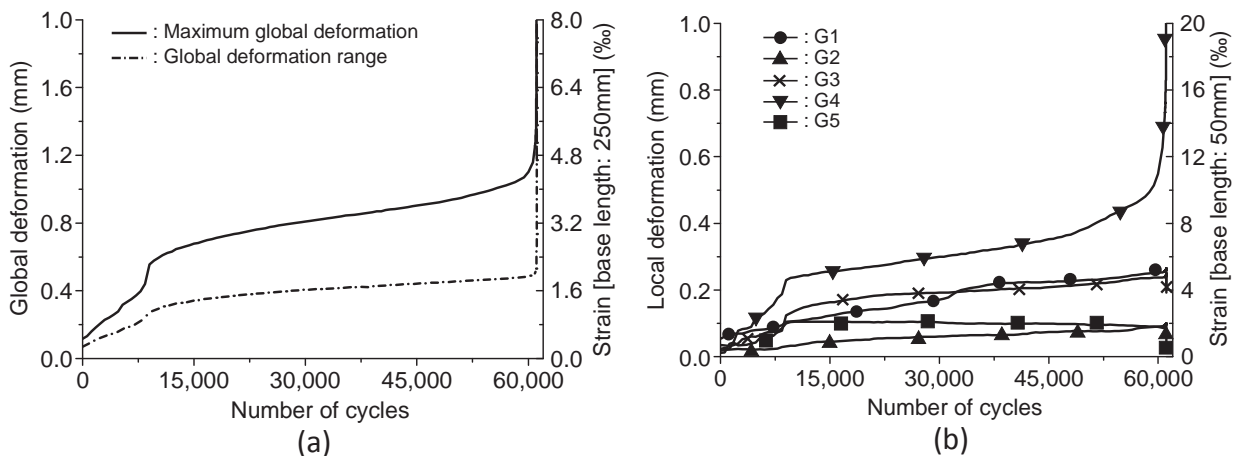 Global deformation (mm)
1.0
1.6
1.2
0.8
0.4
0.0
: Maximum global deformation
: Global deformation range
8.0
6.4
4.8
3.2
1.6
0.0
Strain [base length: 250mm] (‰)
0
15,000
30,000
45,000
60,000
Number of cycles
(a)
Local deformation (mm)
1.0
0.8
0.6
0.4
0.2
0.0
: G1
: G2
: G3
: G4
: G5
20
16
12
8
4
0
Strain [base length: 50mm] (‰)
0
15,000
30,000
45,000
60,000
Number of cycles
(b)